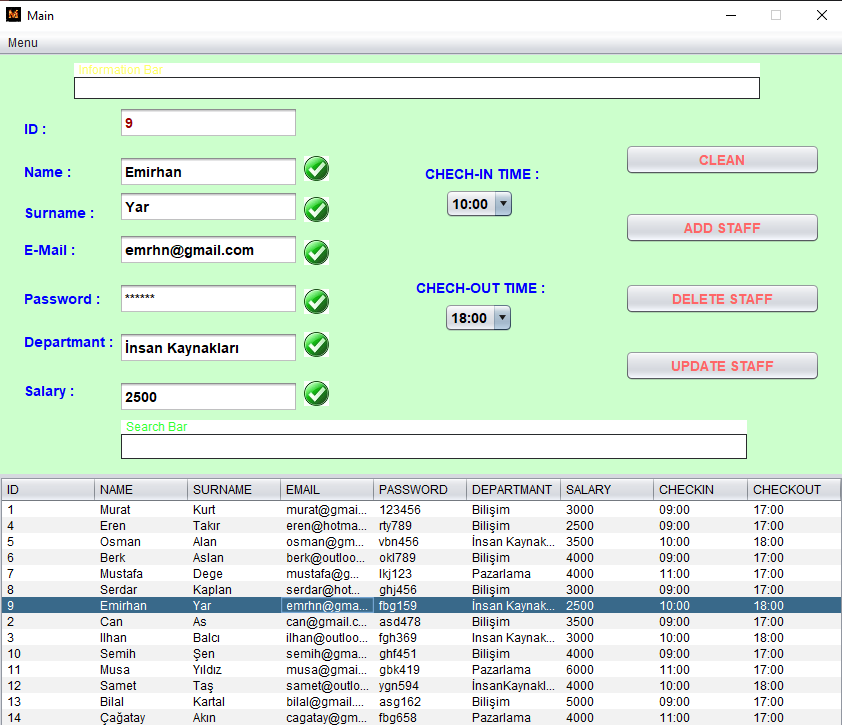 Main
Menu
Information Bar
ID :
9
Name :
Emirhan
Surname :
Yar
E-Mail :
emrhn@gmail.com
Password :
******
Departmant :
İnsan Kaynakları
Salary :
2500
CHECH-IN TIME :
10:00
CHECH-OUT TIME :
18:00
CLEAN
ADD STAFF
DELETE STAFF
UPDATE STAFF
Search Bar
ID NAME SURNAME EMAIL PASSWORD DEPARTMANT SALARY CHECKIN CHECKOUT
1 Murat Kurt murat@gmai... 123456 Bilişim 3000 09:00 17:00
4 Eren Takır eren@hotma... rty789 Bilişim 2500 09:00 17:00
5 Osman Alan osman@gm... vbn456 İnsan Kaynak... 3500 10:00 18:00
6 Berk Aslan berk@outloo... okl789 Bilişim 4000 09:00 17:00
7 Mustafa Dege mustafa@g... lkj123 Pazarlama 4000 11:00 17:00
8 Serdar Kaplan serdar@hot... ghj456 Bilişim 3000 09:00 17:00
9 Emirhan Yar emrhn@gma... fbg159 İnsan Kaynak... 2500 10:00 18:00
2 Can As can@gmail.c... asd478 Bilişim 3500 09:00 17:00
3 Ilhan Balcı ilhan@outloo... fgh369 Insan Kaynak... 3000 10:00 18:00
10 Semih Şen semih@gma... ghf451 Bilişim 4000 09:00 17:00
11 Musa Yıldız musa@gmai... gbk419 Pazarlama 6000 11:00 17:00
12 Samet Taş samet@outlo... ygn594 İnsanKaynakl... 4000 10:00 18:00
13 Bilal Kartal bilal@gmail.... asg162 Bilişim 5000 09:00 17:00
14 Çağatay Akın cagatay@gm... fbg658 Pazarlama 4000 11:00 17:00